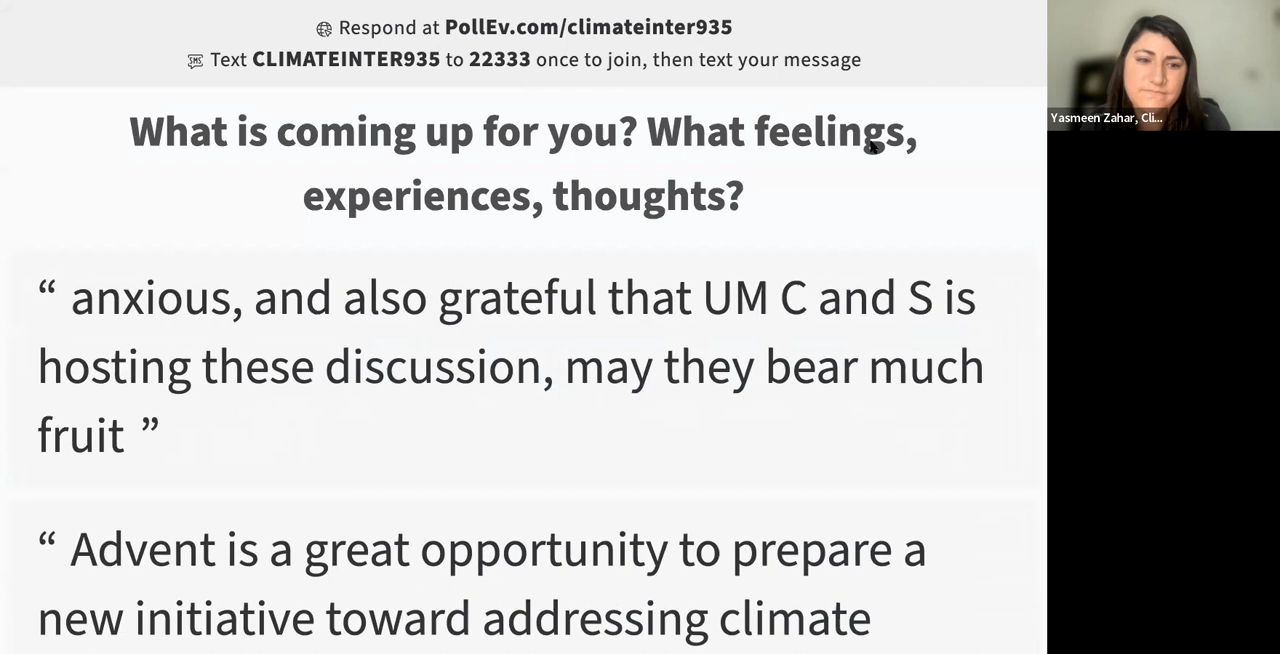 Respond at PollEv.com/climateinter935
Text CLIMATEINTER935 to 22333 once to join, then text your message
What is coming up for you? What feelings,
experiences, thoughts?
“ anxious, and also grateful that UM C and S is
hosting these discussion, may they bear much
fruit ”
“ Advent is a great opportunity to prepare a
new initiative toward addressing climate
Yasmeen Zahar, Cli...